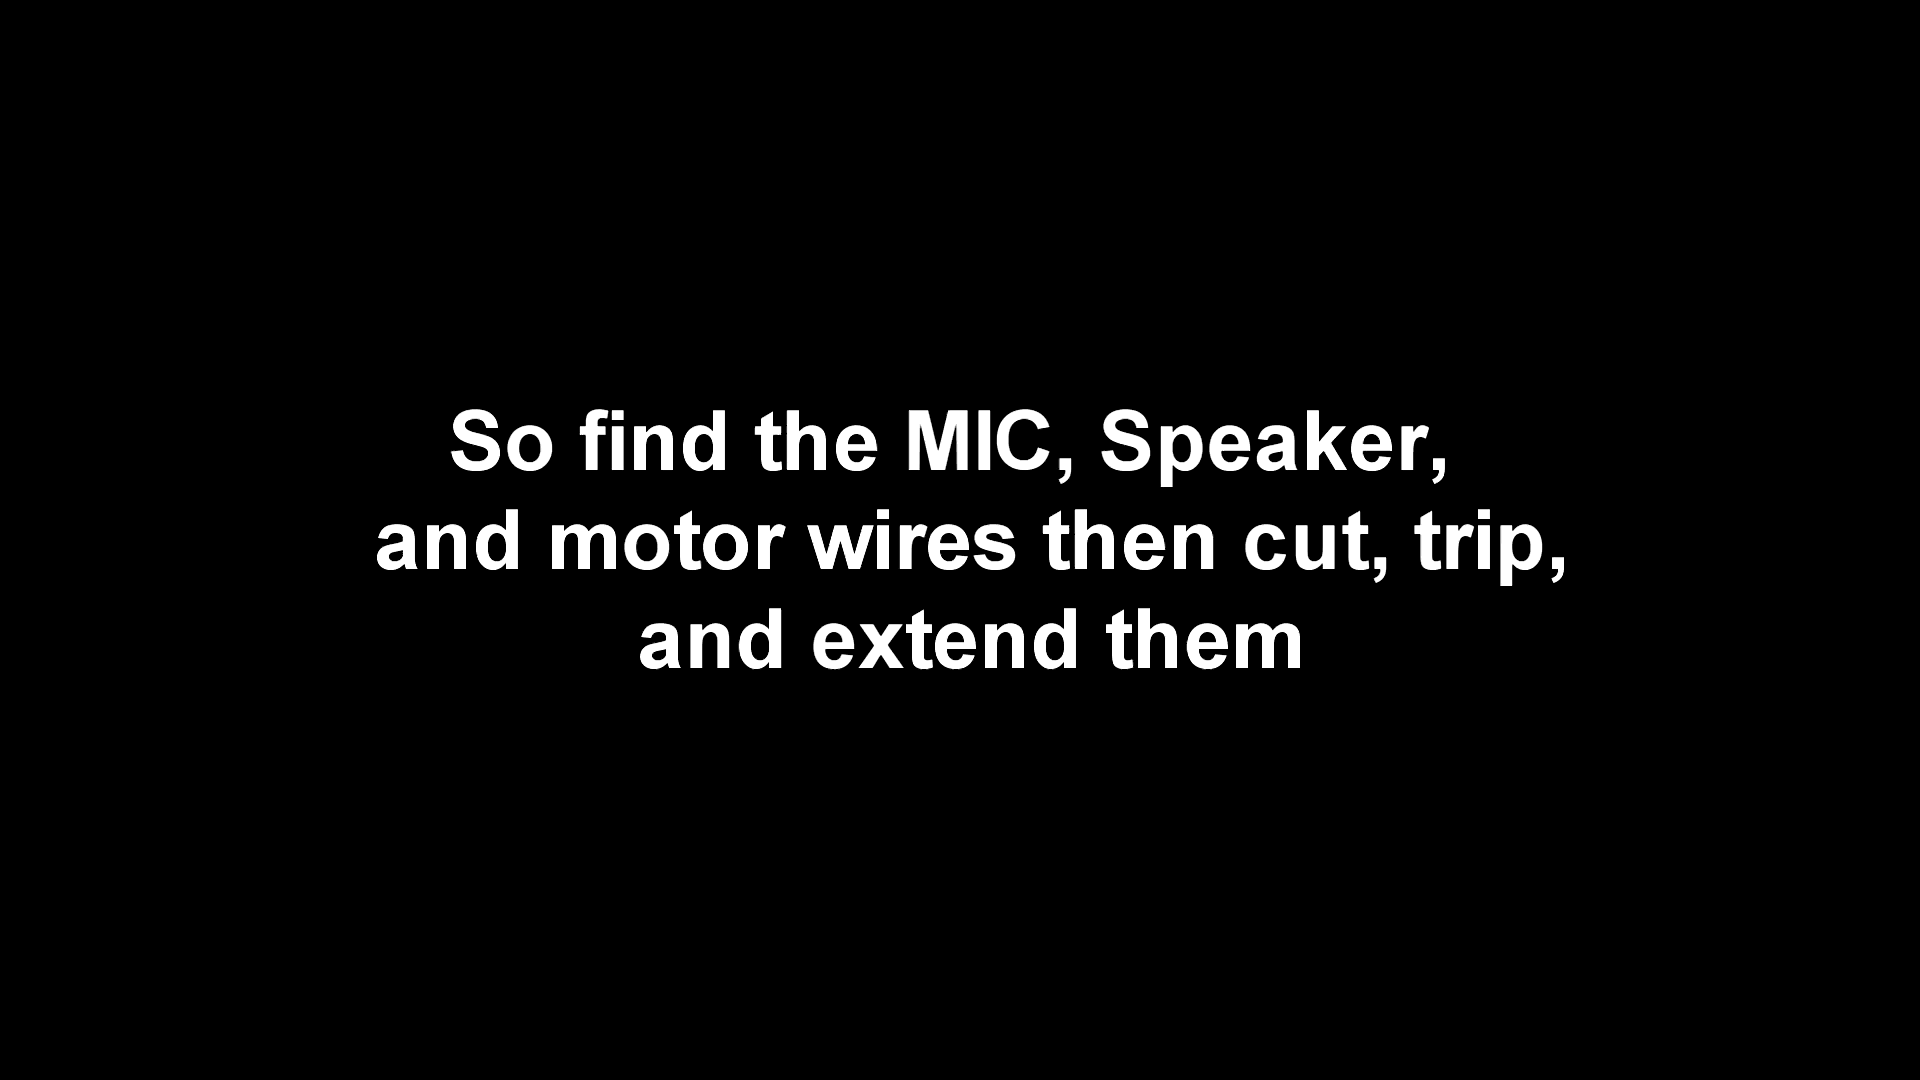 So find the MIC, Speaker,
and motor wires then cut, trip,
and extend them